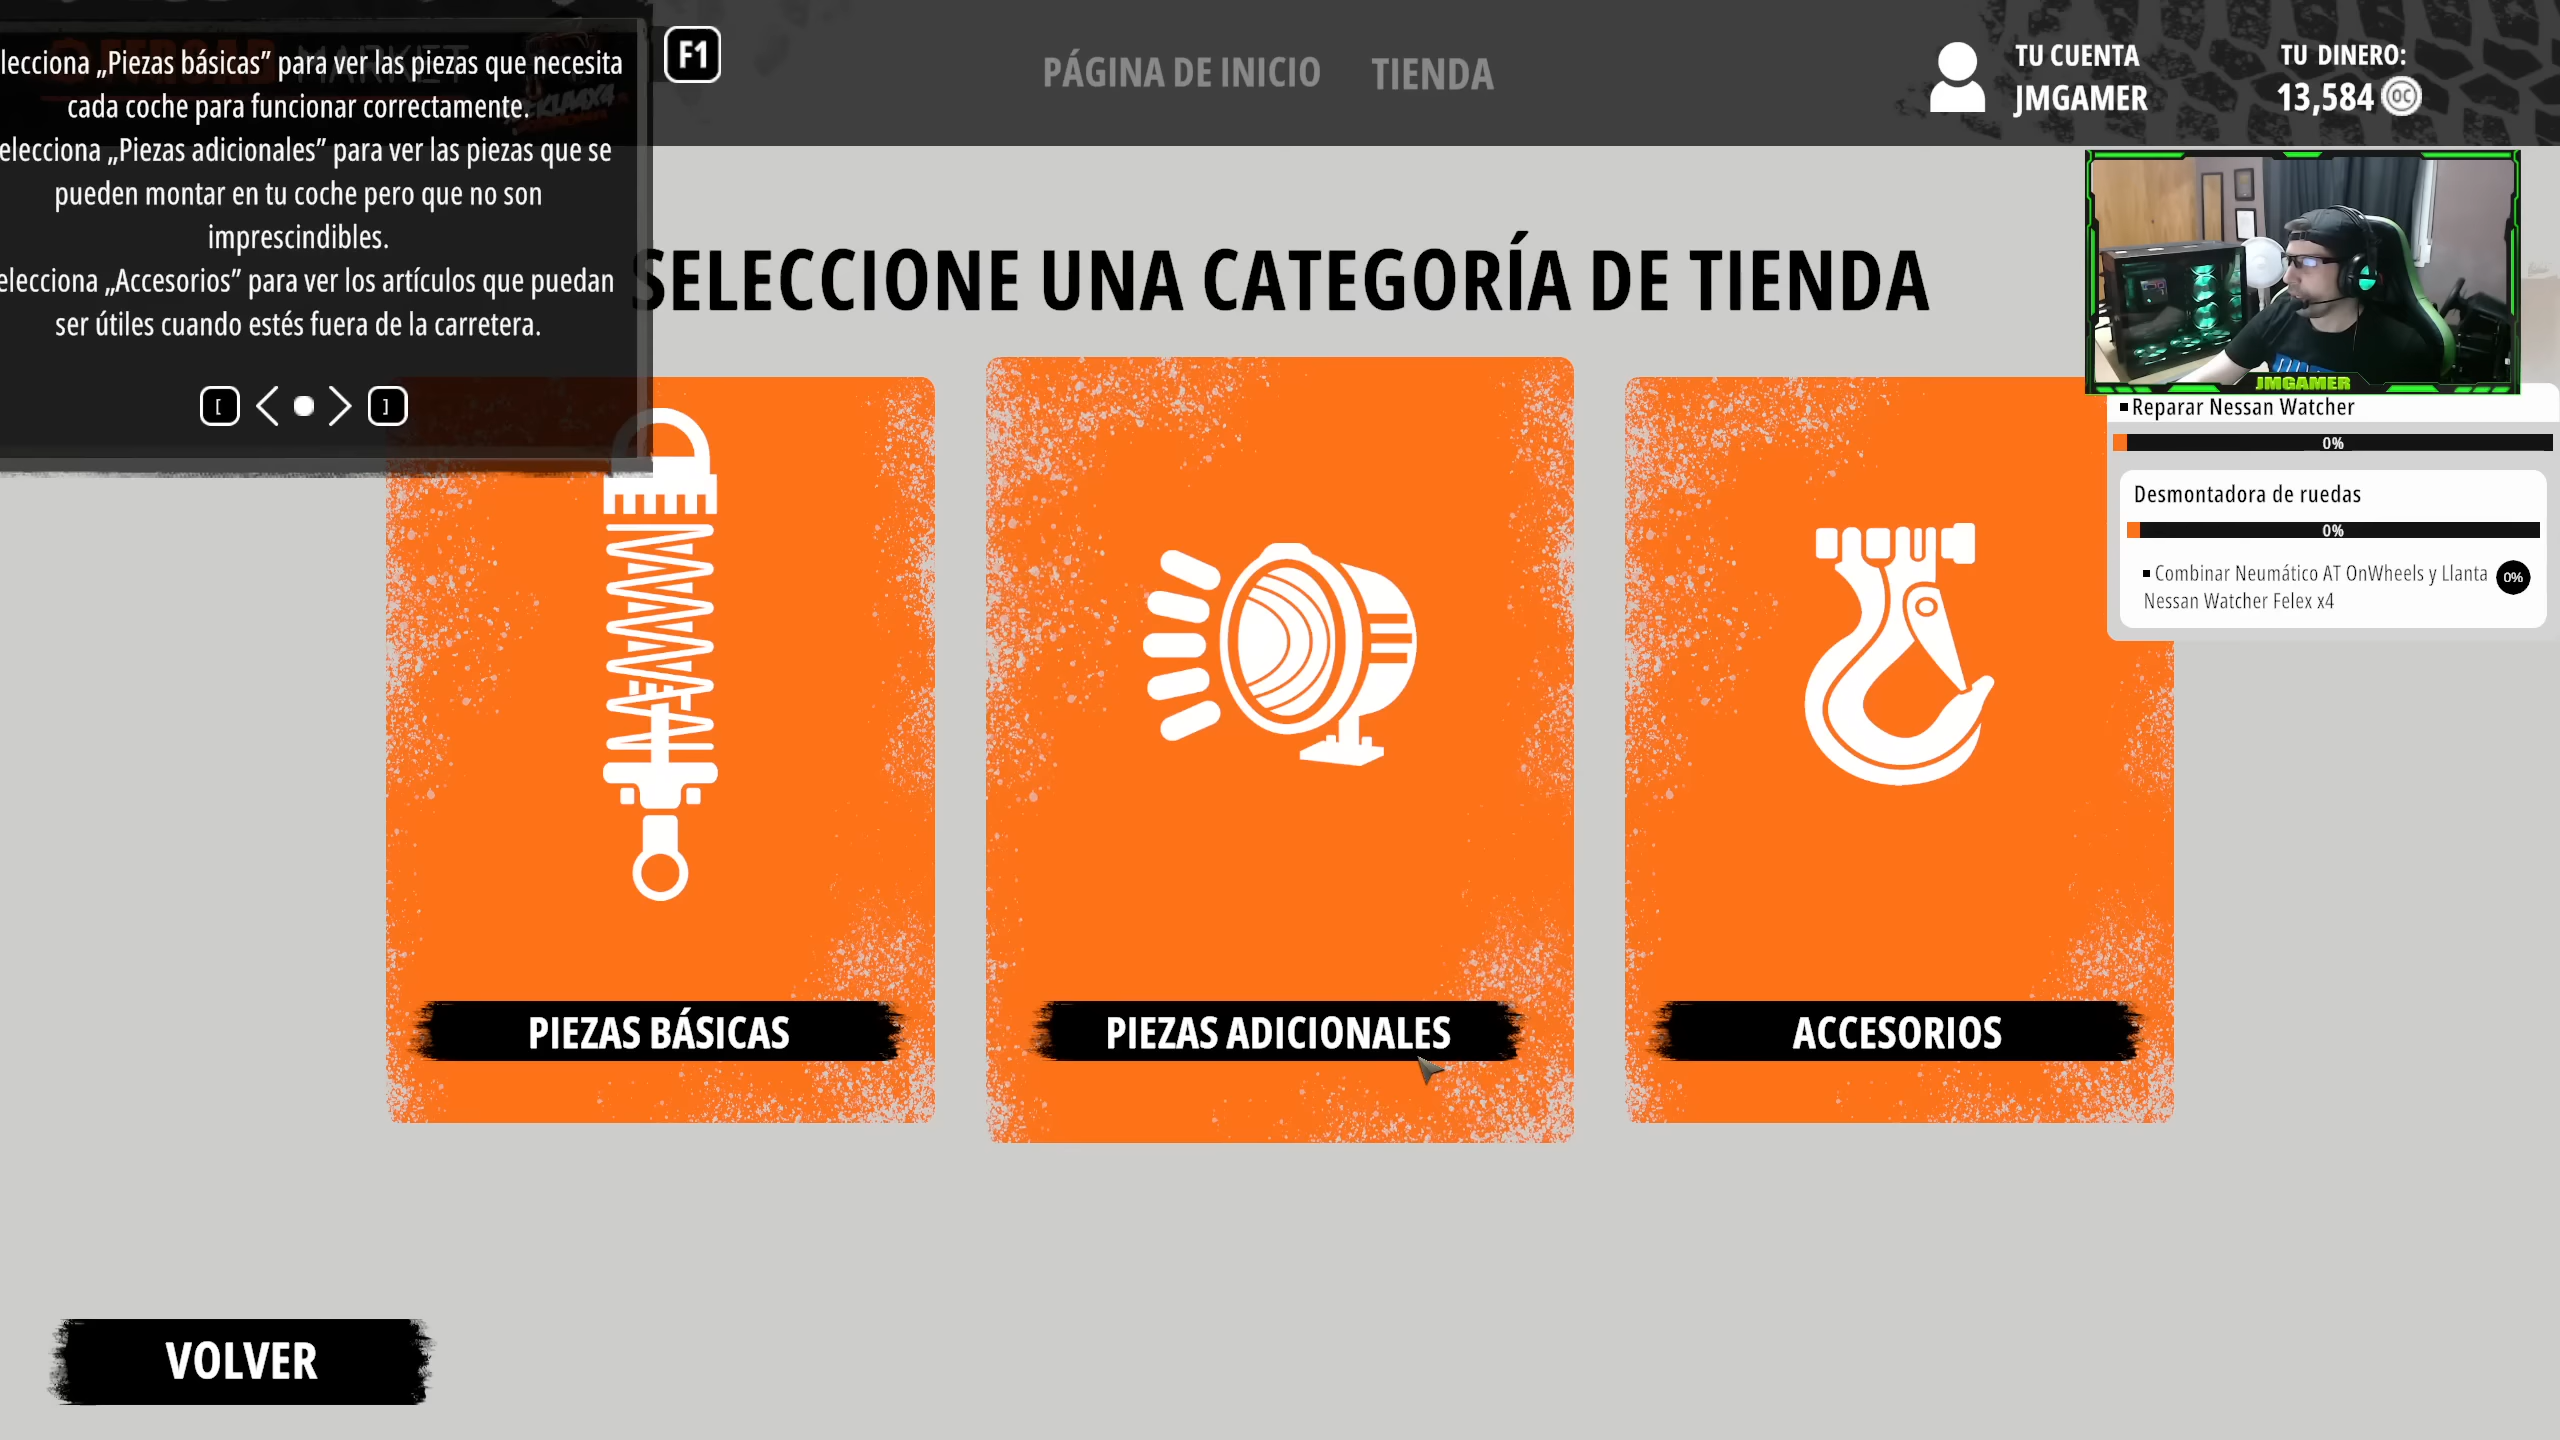 lecciona „Piezas básicas” para ver las piezas que necesita
cada coche para funcionar correctamente.
elecciona „Piezas adicionales” para ver las piezas que se
pueden montar en tu coche pero que no son
imprescindibles.
elecciona „Accesorios” para ver los artículos que puedan
ser útiles cuando estés fuera de la carretera.
[ ]
F1
MARKET
PÁGINA DE INICIO
TIENDA
TU CUENTA
JMGAMER
TU DINERO:
13,584 OC
SELECCIONE UNA CATEGORÍA DE TIENDA
JMGAMER
Reparar Nessan Watcher
0%
Desmontadora de ruedas
0%
Combinar Neumático AT OnWheels y Llanta
Nessan Watcher Felex x4
0%
PIEZAS BÁSICAS
PIEZAS ADICIONALES
ACCESORIOS
VOLVER